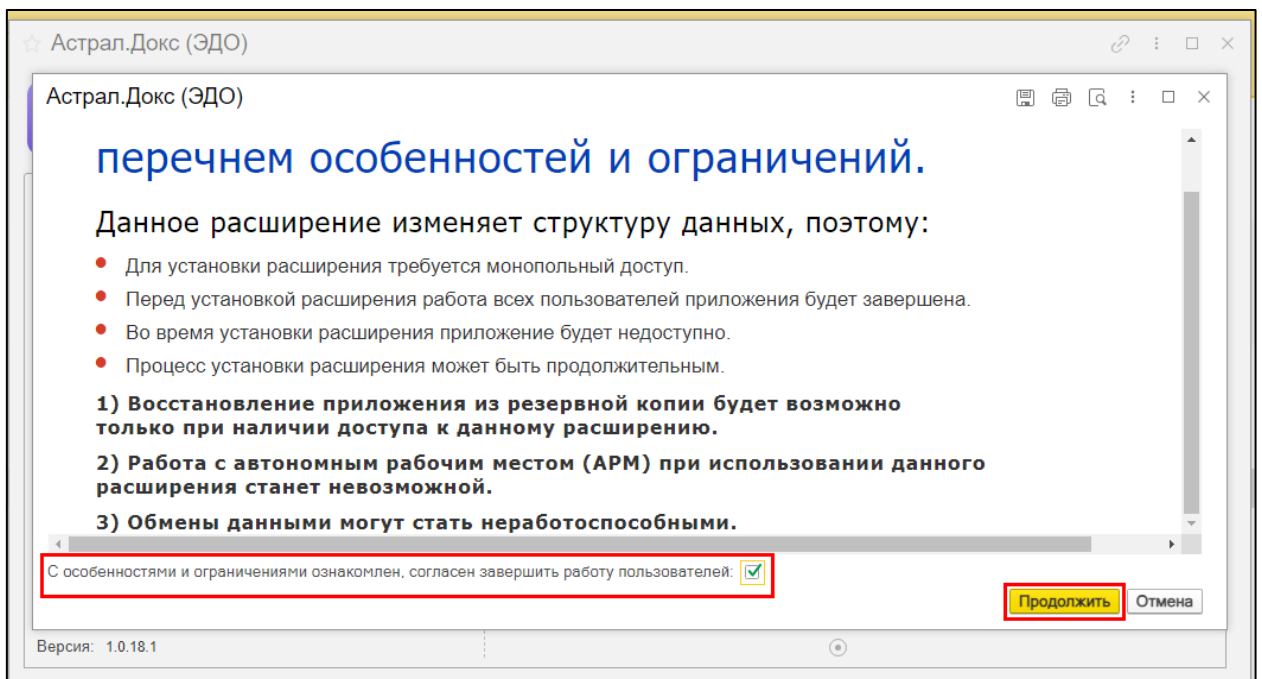 Астрал.Докс (ЭДО)
Астрал.Докс (ЭДО)
перечнем особенностей и ограничений.
Данное расширение изменяет структуру данных, поэтому:
Для установки расширения требуется монопольный доступ.
Перед установкой расширения работа всех пользователей приложения будет завершена.
Во время установки расширения приложение будет недоступно.
Процесс установки расширения может быть продолжительным.
1) Восстановление приложения из резервной копии будет возможно
только при наличии доступа к данному расширению.
2) Работа с автономным рабочим местом (АРМ) при использовании данного
расширения станет невозможной.
3) Обмены данными могут стать неработоспособными.
С особенностями и ограничениями ознакомлен, согласен завершить работу пользователей:
Продолжить Отмена
Версия: 1.0.18.1